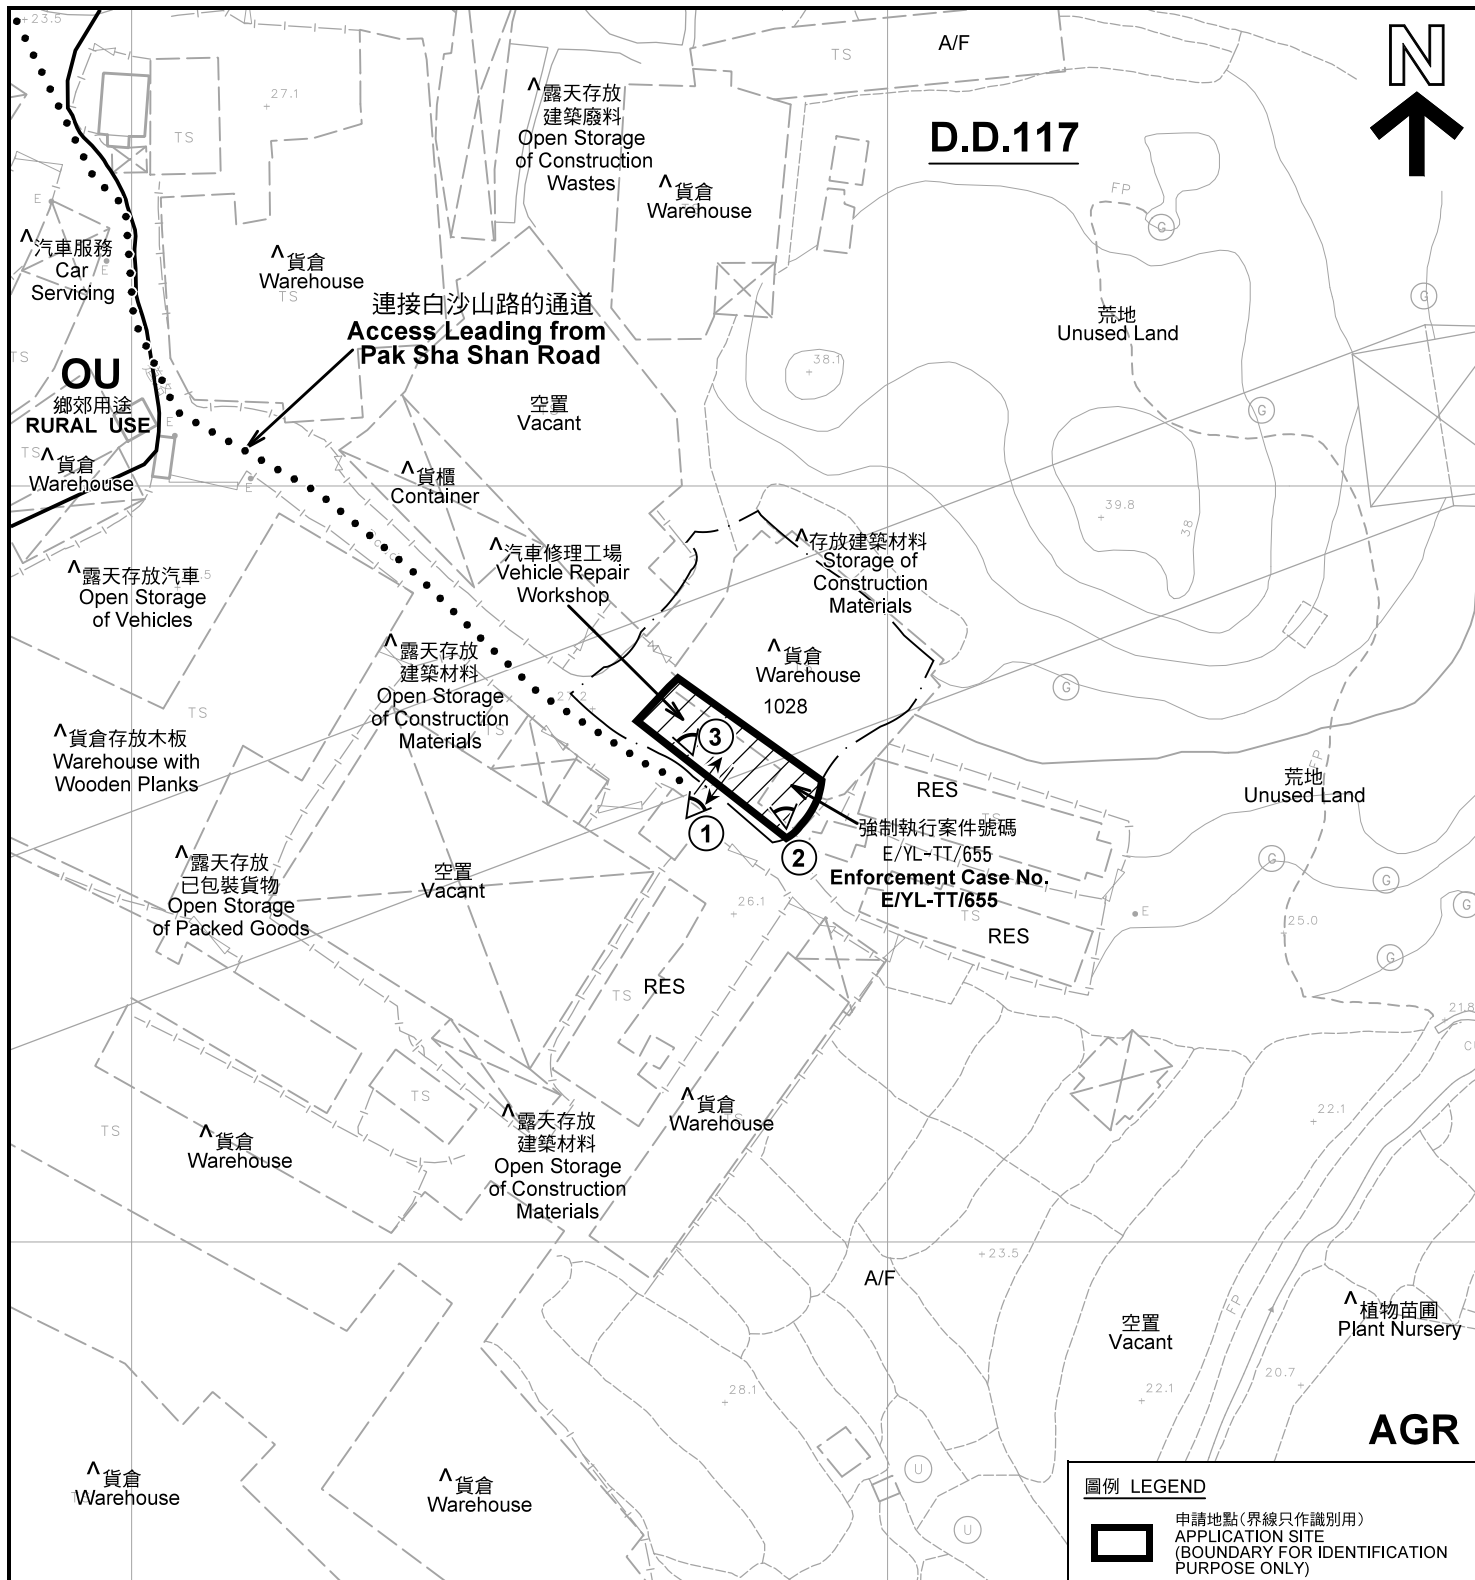 23.5
A/F
TS
N
27.1
^露天存放
建築廢料
Open Storage
of Construction
Wastes
D.D.117
TS
^貨倉
Warehouse
FP
G
E
^汽車服務
Car
Servicing
E
^貨倉
Warehouse
TS
連接白沙山路的通道
Access Leading from
Pak Sha Shan Road
荒地
Unused Land
G
TS
OU
鄉郊用途
RURAL USE
38.1
空置
Vacant
G
E
TS
^貨倉
Warehouse
^貨櫃
Container
E
39.8
38
^存放建築材料
Storage of
Construction
Materials
^汽車修理工場
Vehicle Repair
Workshop
^露天存放汽車
Open Storage
of Vehicles
^露天存放
建築材料
Open Storage
of Construction
Materials
TS
^貨倉
Warehouse
1028
27.2
G
TS
^貨倉存放木板
Warehouse with
Wooden Planks
3
FP
荒地
Unused Land
RES
TS
1
2
強制執行案件號碼
E/YL-TT/655
Enforcement Case No.
E/YL-TT/655
^露天存放
已包裝貨物
Open Storage
of Packed Goods
空置
Vacant
G
G
G
26.1
TS
E
25.0
RES
G
TS
RES
21.8
TS
TS
^貨倉
Warehouse
^露天存放
建築材料
Open Storage
of Construction
Materials
^貨倉
Warehouse
TS
22.1
23.5
A/F
FP
空置
Vacant
^植物苗圃
Plant Nursery
28.1
22.1
20.7
AGR
^貨倉
Warehouse
^貨倉
Warehouse
U
U
圖例 LEGEND
申請地點(界線只作識別用)
APPLICATION SITE
(BOUNDARY FOR IDENTIFICATION
PURPOSE ONLY)